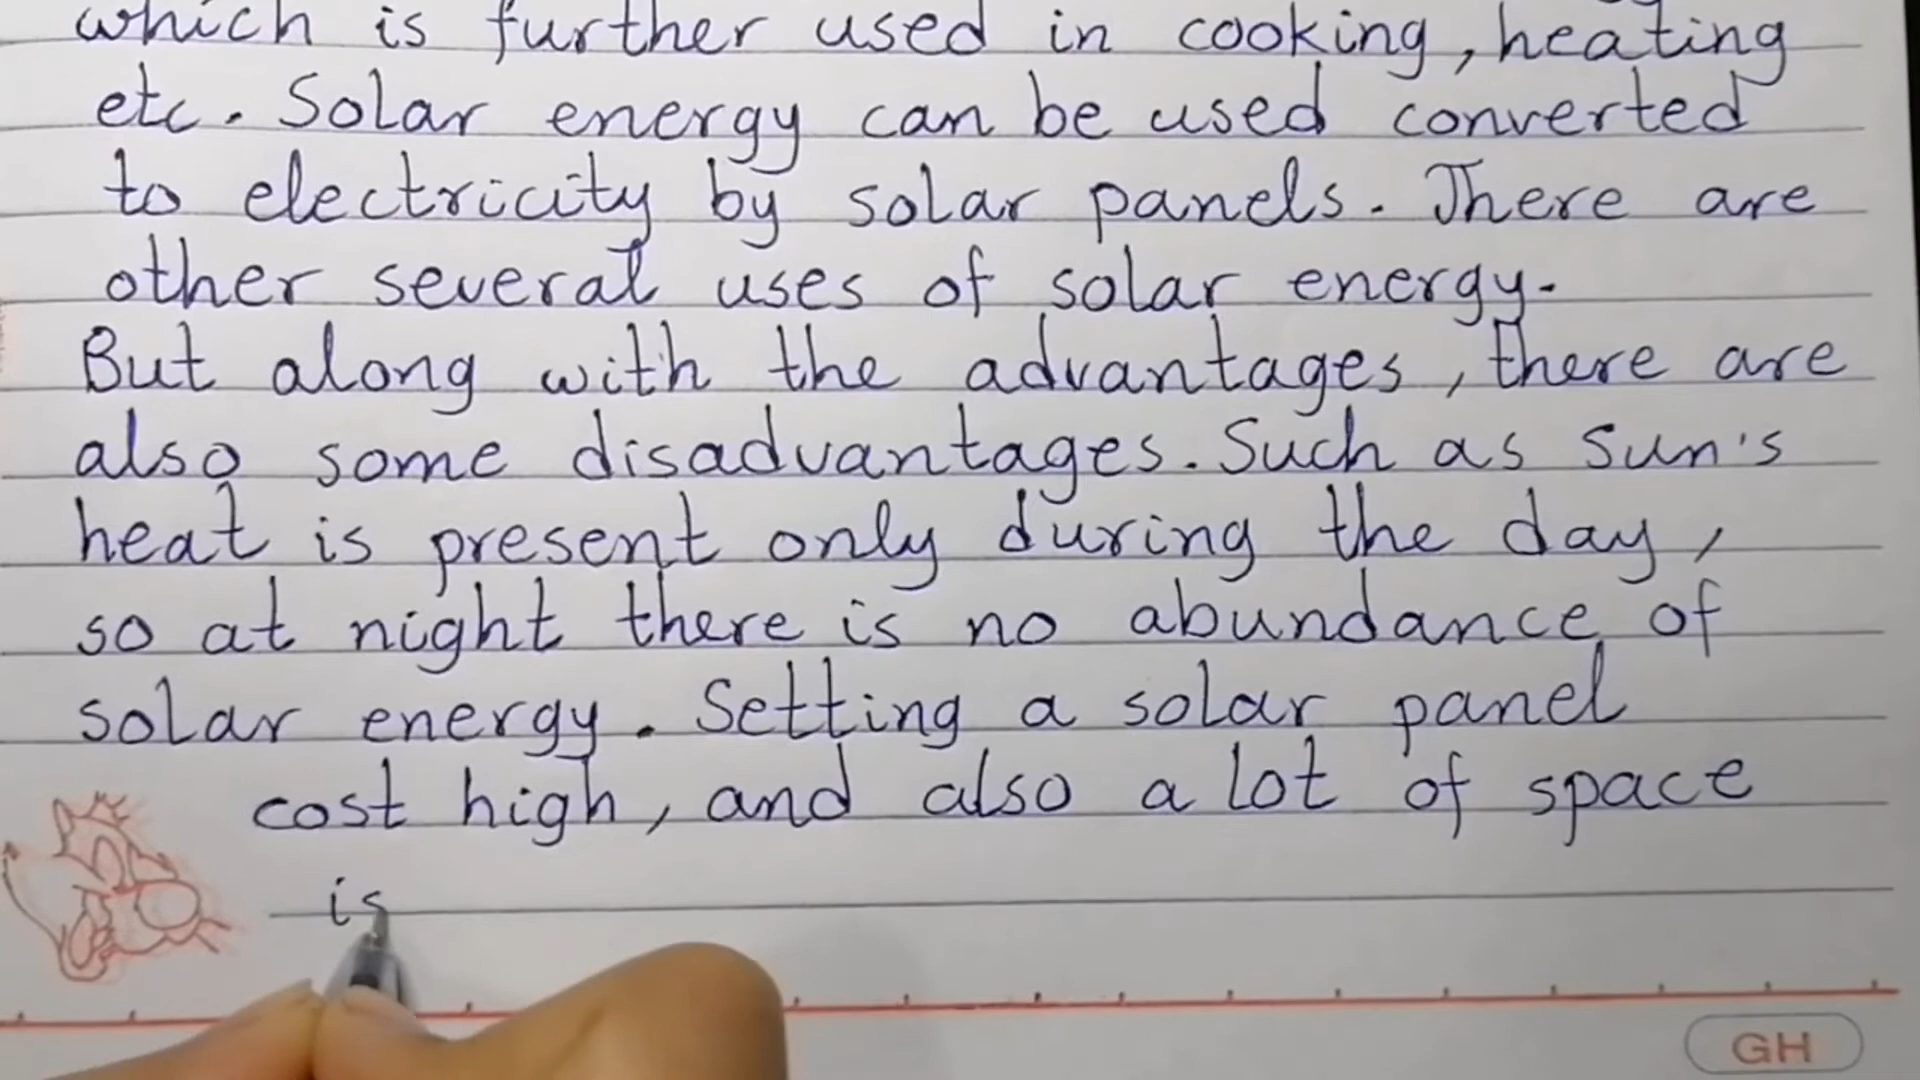 which is further used in cooking, heating
etc. Solar energy can be used converted
to electricity by solar panels. There are
other several uses of solar energy.
But along with the advantages, there are
also some disadvantages. Such as Sun's
heat is present only during the day,
so at night there is no abundance of
solar energy. Setting a solar panel
cost high, and also a lot of space
is
GH